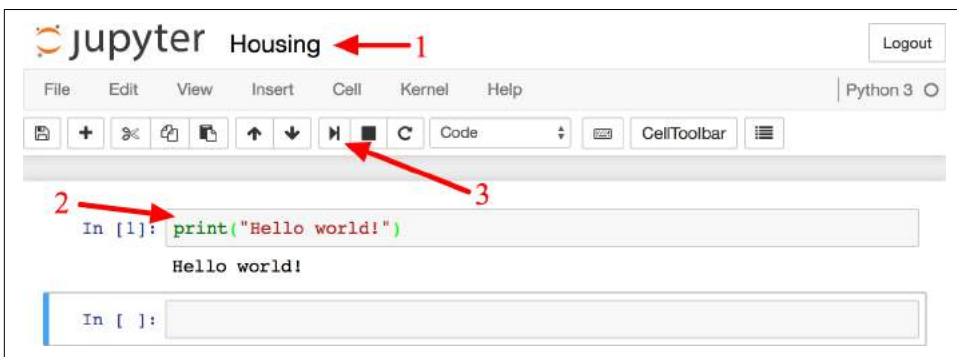 jupyter Housing 1 Logout
File Edit View Insert Cell Kernel Help Python 3
Code CellToolbar
3
2
In [1]: print("Hello world!")
Hello world!
In [ ]: